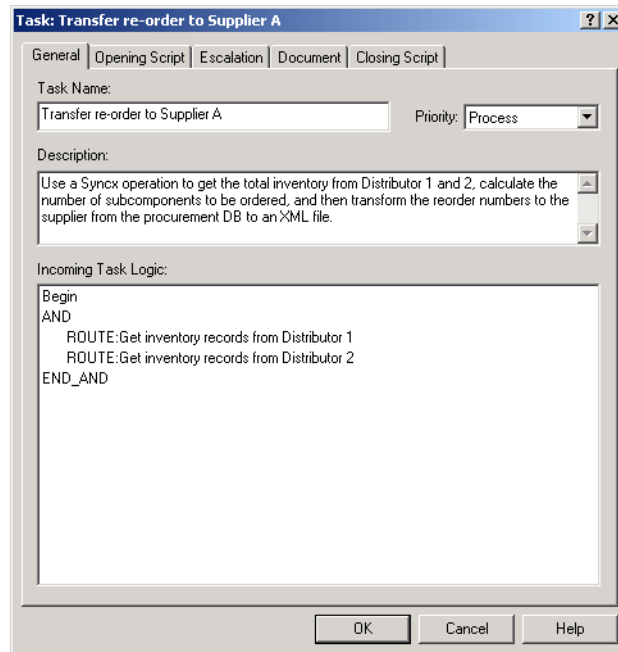 Task: Transfer re-order to Supplier A
General Opening Script Escalation Document Closing Script
Task Name:
Transfer re-order to Supplier A
Priority: Process
Description:
Use a Syncx operation to get the total inventory from Distributor 1 and 2, calculate the
number of subcomponents to be ordered, and then transform the reorder numbers to the
supplier from the procurement DB to an XML file.
Incoming Task Logic:
Begin
AND
ROUTE:Get inventory records from Distributor 1
ROUTE:Get inventory records from Distributor 2
END_AND
OK Cancel Help